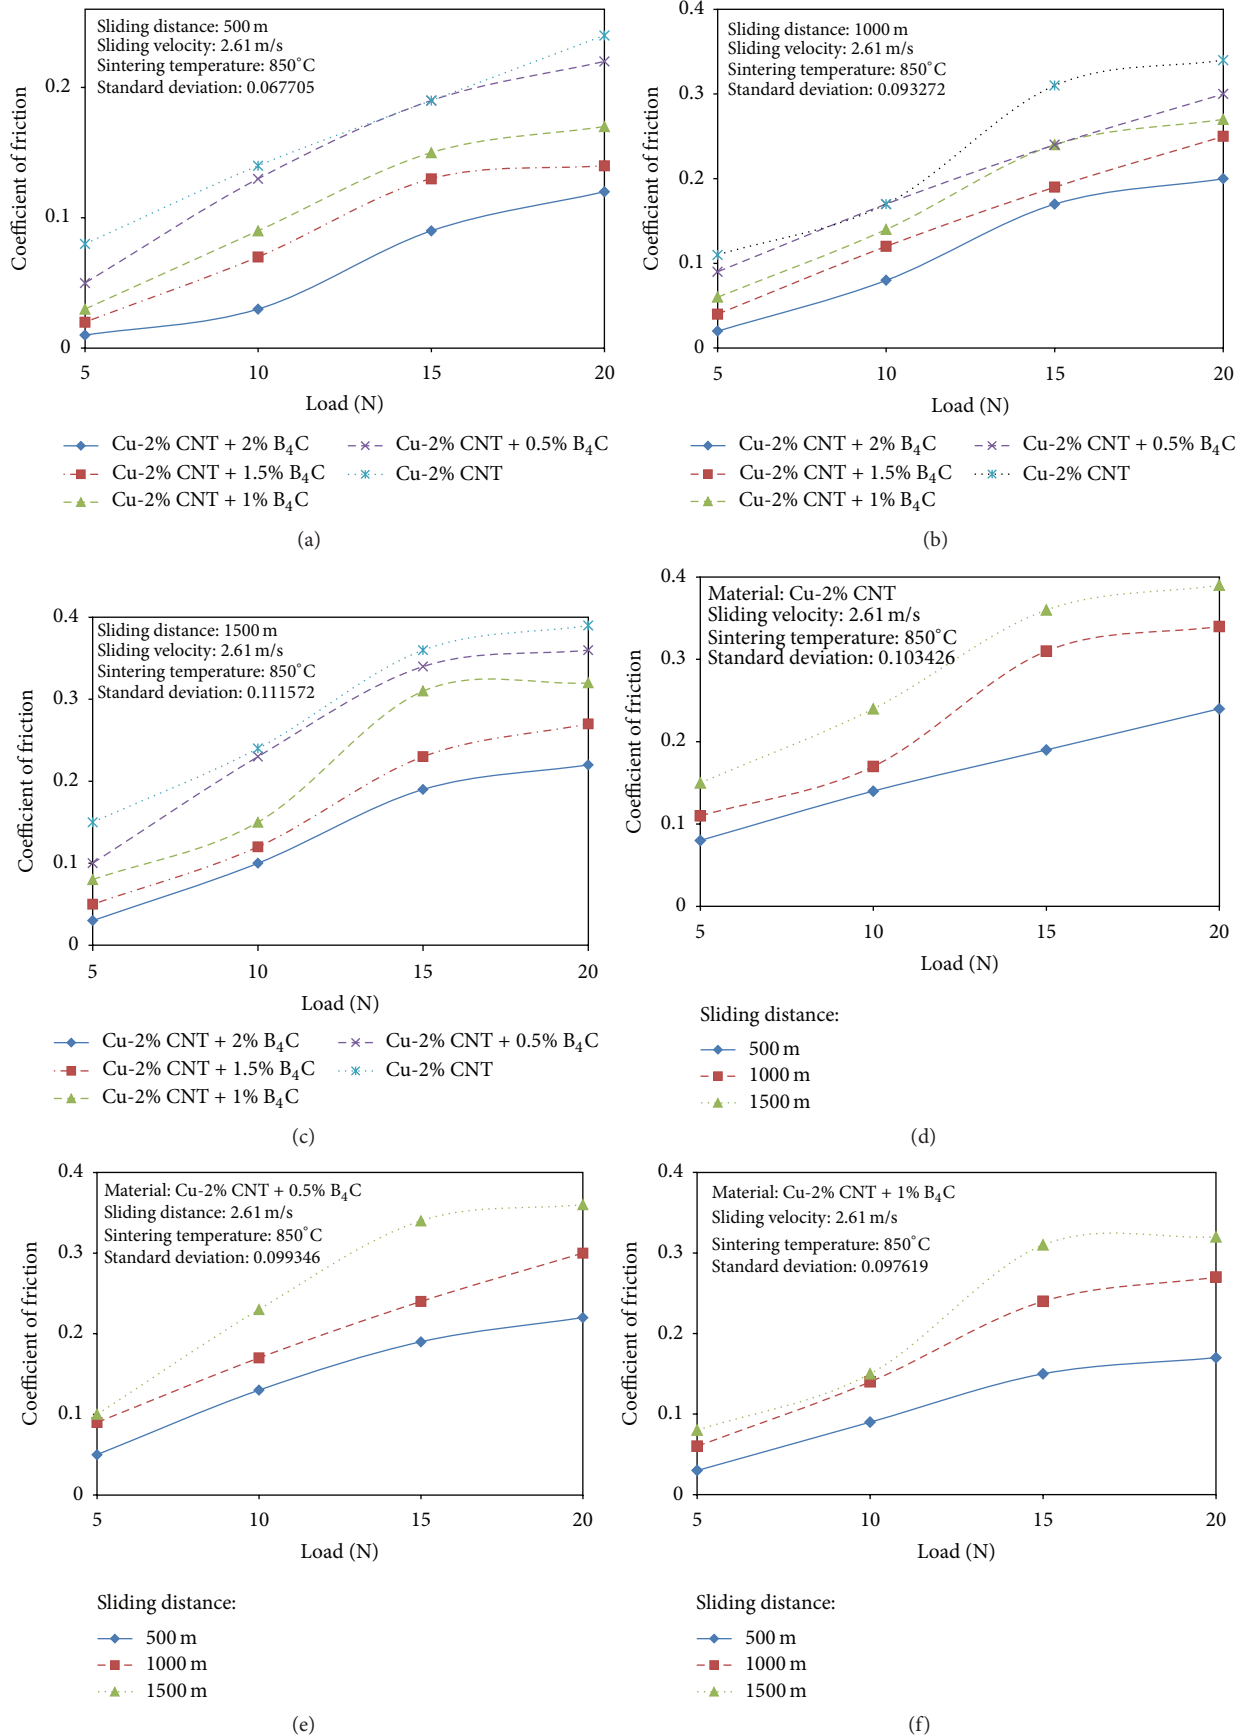 Sliding distance: 500 m
Sliding velocity: 2.61 m/s
Sintering temperature: 850°C
Standard deviation: 0.067705
0.2
0.1
0
5 10 15 20
Coefficient of friction
Load (N)
Cu-2% CNT + 2% B₄C
Cu-2% CNT + 1.5% B₄C
Cu-2% CNT + 1% B₄C
Cu-2% CNT + 0.5% B₄C
Cu-2% CNT
(a)
Sliding distance: 1000 m
Sliding velocity: 2.61 m/s
Sintering temperature: 850°C
Standard deviation: 0.093272
0.4
0.3
0.2
0.1
0
5 10 15 20
Coefficient of friction
Load (N)
Cu-2% CNT + 2% B₄C
Cu-2% CNT + 1.5% B₄C
Cu-2% CNT + 1% B₄C
Cu-2% CNT + 0.5% B₄C
Cu-2% CNT
(b)
Sliding distance: 1500 m
Sliding velocity: 2.61 m/s
Sintering temperature: 850°C
Standard deviation: 0.111572
0.4
0.3
0.2
0.1
0
5 10 15 20
Coefficient of friction
Load (N)
Cu-2% CNT + 2% B₄C
Cu-2% CNT + 1.5% B₄C
Cu-2% CNT + 1% B₄C
Cu-2% CNT + 0.5% B₄C
Cu-2% CNT
(c)
Material: Cu-2% CNT
Sliding velocity: 2.61 m/s
Sintering temperature: 850°C
Standard deviation: 0.103426
0.4
0.3
0.2
0.1
0
5 10 15 20
Coefficient of friction
Load (N)
Sliding distance:
500 m
1000 m
1500 m
(d)
Material: Cu-2% CNT + 0.5% B₄C
Sliding distance: 2.61 m/s
Sintering temperature: 850°C
Standard deviation: 0.099346
0.4
0.3
0.2
0.1
0
5 10 15 20
Coefficient of friction
Load (N)
Sliding distance:
500 m
1000 m
1500 m
(e)
Material: Cu-2% CNT + 1% B₄C
Sliding velocity: 2.61 m/s
Sintering temperature: 850°C
Standard deviation: 0.097619
0.4
0.3
0.2
0.1
0
5 10 15 20
Coefficient of friction
Load (N)
Sliding distance:
500 m
1000 m
1500 m
(f)